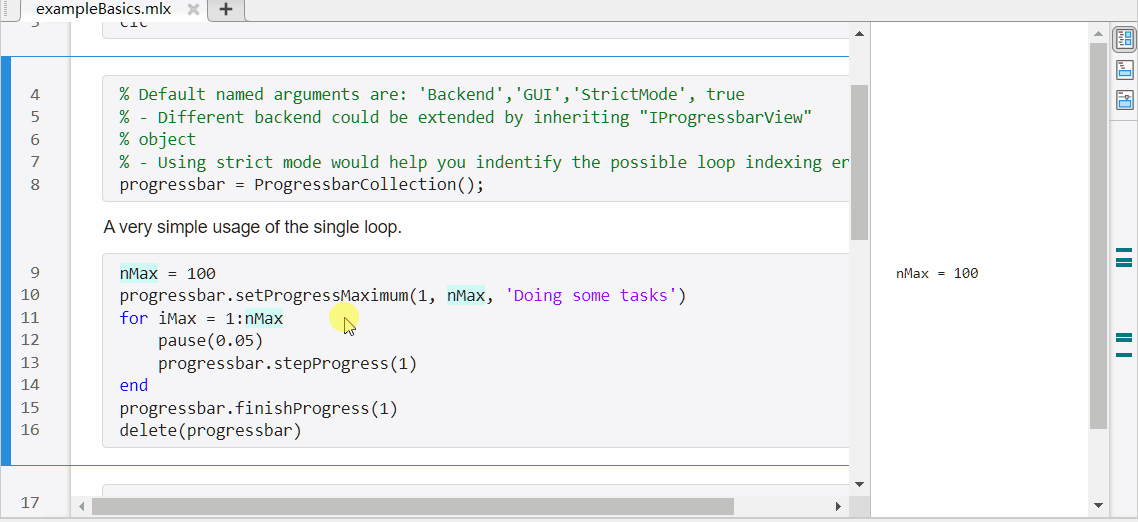 exampleBasics.mlx
4 % Default named arguments are: 'Backend','GUI','StrictMode', true
5 % - Different backend could be extended by inheriting "IProgressbarView"
6 % object
7 % - Using strict mode would help you indentify the possible loop indexing er
8 progressbar = ProgressbarCollection();
A very simple usage of the single loop.
9 nMax = 100
10 progressbar.setProgressMaximum(1, nMax, 'Doing some tasks')
11 for iMax = 1:nMax
12 pause(0.05)
13 progressbar.stepProgress(1)
14 end
15 progressbar.finishProgress(1)
16 delete(progressbar)
17
nMax = 100